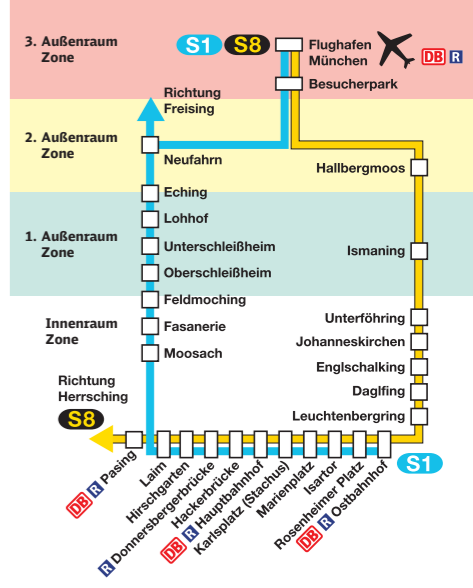 3. Außenraum
Zone
S1 S8
Flughafen
München
DB R
Besucherpark
Richtung
Freising
2. Außenraum
Zone
Neufahrn
Hallbergmoos
Eching
Lohhof
1. Außenraum
Zone
Unterschleißheim
Ismaning
Oberschleißheim
Feldmoching
Innenraum
Zone
Fasanerie
Moosach
Unterföhring
Johanneskirchen
Englschalking
Daglfing
Leuchtenbergring
Richtung
Herrsching
S8
S1
DB R Pasing
Laim
Hirschgarten
R Donnersbergerbrücke
Hackerbrücke
DB R Hauptbahnhof
Karlsplatz (Stachus)
Marienplatz
Isartor
Rosenheimer Platz
DB R Ostbahnhof